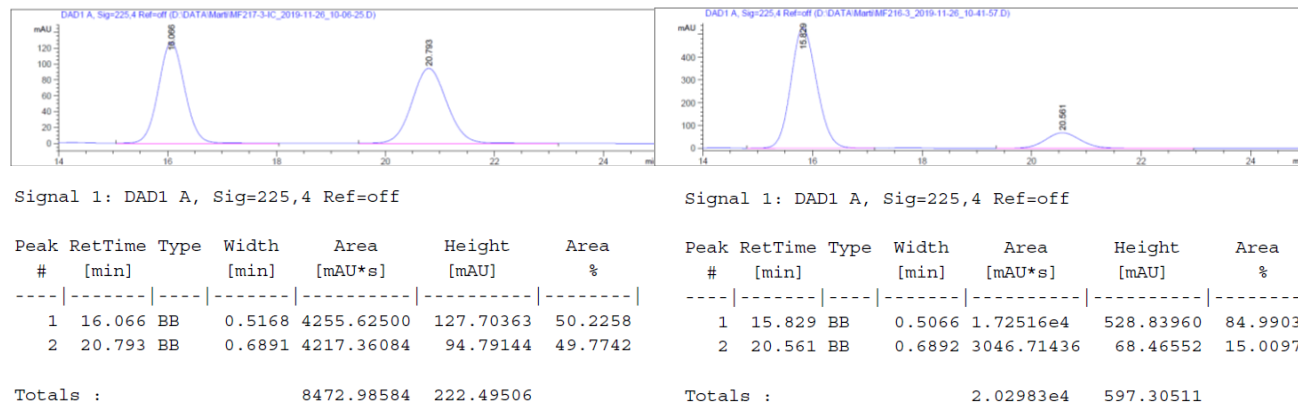 DAD1 A, Sig=225,4 Ref=off (D:\DATA\Marti\MF217-3-IC_2019-11-26_10-06-25.D)
mAU
120
100
80
60
40
20
0
16.066
20.793
14 16 18 20 22 24
Signal 1: DAD1 A, Sig=225,4 Ref=off
Peak RetTime Type Width Area Height Area
# [min] [min] [mAU*s] [mAU] %
----|-------|----|-------|----------|----------|--------|
1 16.066 BB 0.5168 4255.62500 127.70363 50.2258
2 20.793 BB 0.6891 4217.36084 94.79144 49.7742
Totals : 8472.98584 222.49506
DAD1 A, Sig=225,4 Ref=off (D:\DATA\Marti\MF216-3_2019-11-26_10-41-57.D)
mAU
400
300
200
100
0
15.829
20.561
14 16 18 20 22 24
Signal 1: DAD1 A, Sig=225,4 Ref=off
Peak RetTime Type Width Area Height Area
# [min] [min] [mAU*s] [mAU] %
----|-------|----|-------|----------|----------|--------
1 15.829 BB 0.5066 1.72516e4 528.83960 84.9903
2 20.561 BB 0.6892 3046.71436 68.46552 15.0097
Totals : 2.02983e4 597.30511